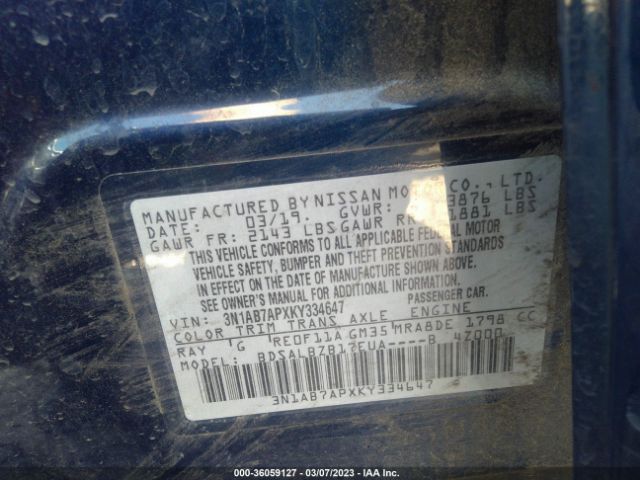 MANUFACTURED BY NISSAN MOTOR CO., LTD.
DATE: 03/19 GVWR: 3876 LBS
GAWR FR: 2143 LBS GAWR RR 1881 LBS
THIS VEHICLE CONFORMS TO ALL APPLICABLE FEDERAL MOTOR
VEHICLE SAFETY, BUMPER AND THEFT PREVENTION STANDARDS
IN EFFECT ON THE DATE OF MANUFACTURE SHOWN ABOVE.
SEE OWNER'S MANUAL FOR ADDITIONAL INFORMATION.
VIN: 3N1AB7APXKY334647 PASSENGER CAR.
COLOR TRIM TRANS AXLE ENGINE
RAY G RE0F11A GM35 MRA8DE 1798 CC
MODEL: BDSALBZB17EUA----B 4Z000
3N1AB7APXKY334647
000-36059127 - 03/07/2023 - IAA Inc.